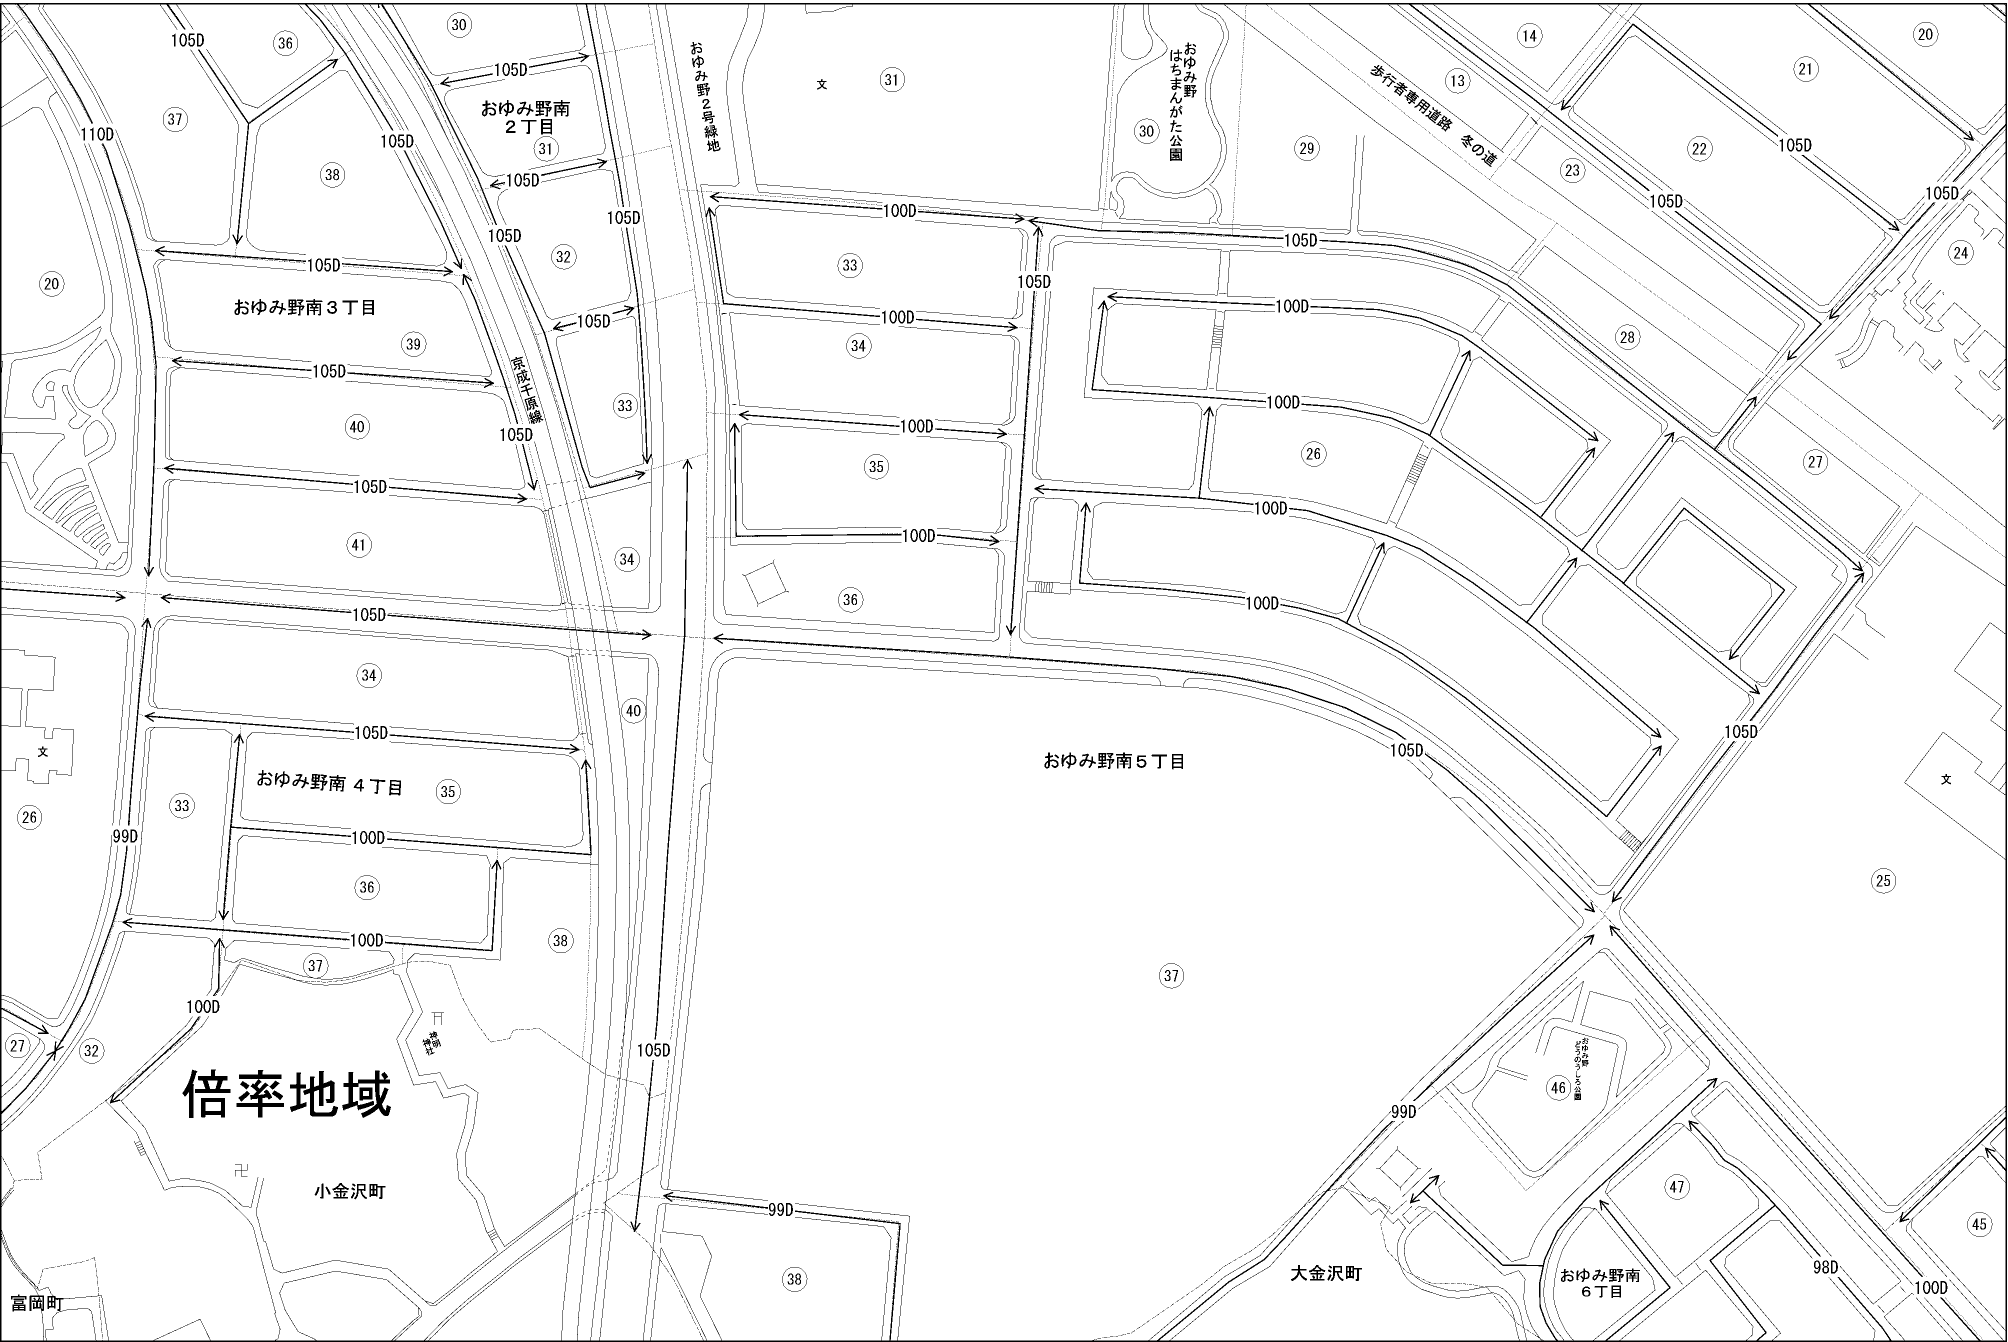 30
105D
36
105D
おゆみ野南
2丁目
31
37
110D
105D
38
105D
105D
105D
32
20
105D
おゆみ野南3丁目
105D
39
105D
京成千原線
33
40
105D
105D
41
34
105D
34
40
105D
文
おゆみ野南 4丁目
35
33
26
99D
100D
36
100D
38
37
100D
神明
神社
27
32
105D
倍率地域
卍
小金沢町
富岡町
おゆみ野2号緑地
文
31
おゆみ野
はちまんがた公園
30
29
歩行者専用道路 冬の道
14
13
20
21
22
105D
23
105D
105D
24
100D
105D
33
105D
100D
100D
34
28
100D
100D
35
26
27
100D
100D
36
100D
105D
105D
おゆみ野南5丁目
文
25
37
おゆみ野
どうのうしろ公園
46
99D
47
45
99D
38
大金沢町
おゆみ野南
6丁目
98D
100D